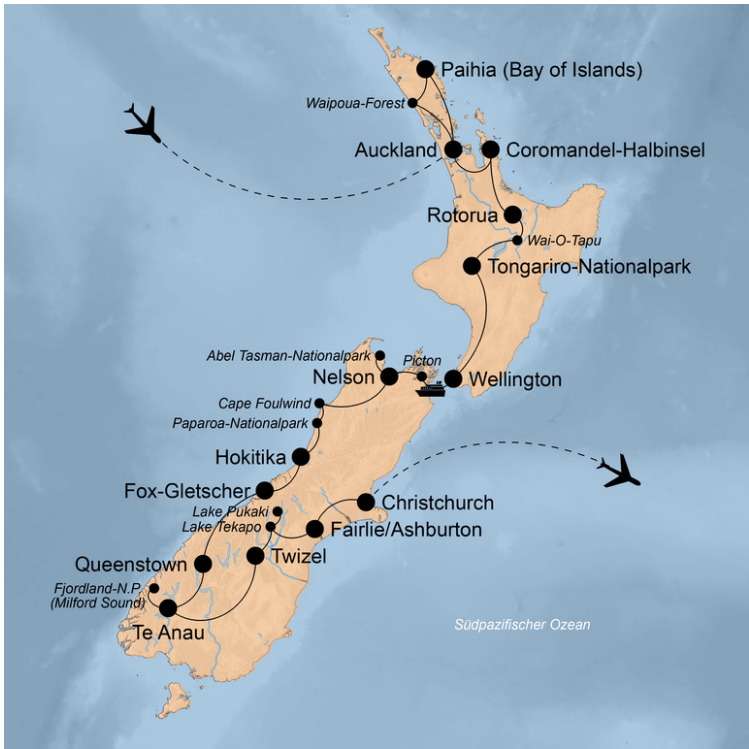 Paihia (Bay of Islands)
Waipoua-Forest
Auckland
Coromandel-Halbinsel
Rotorua
Wai-O-Tapu
Tongariro-Nationalpark
Abel Tasman-Nationalpark
Picton
Nelson
Wellington
Cape Foulwind
Paparoa-Nationalpark
Hokitika
Fox-Gletscher
Christchurch
Lake Pukaki
Lake Tekapo
Fairlie/Ashburton
Queenstown
Twizel
Fjordland-N.P.
(Milford Sound)
Te Anau
Südpazifischer Ozean